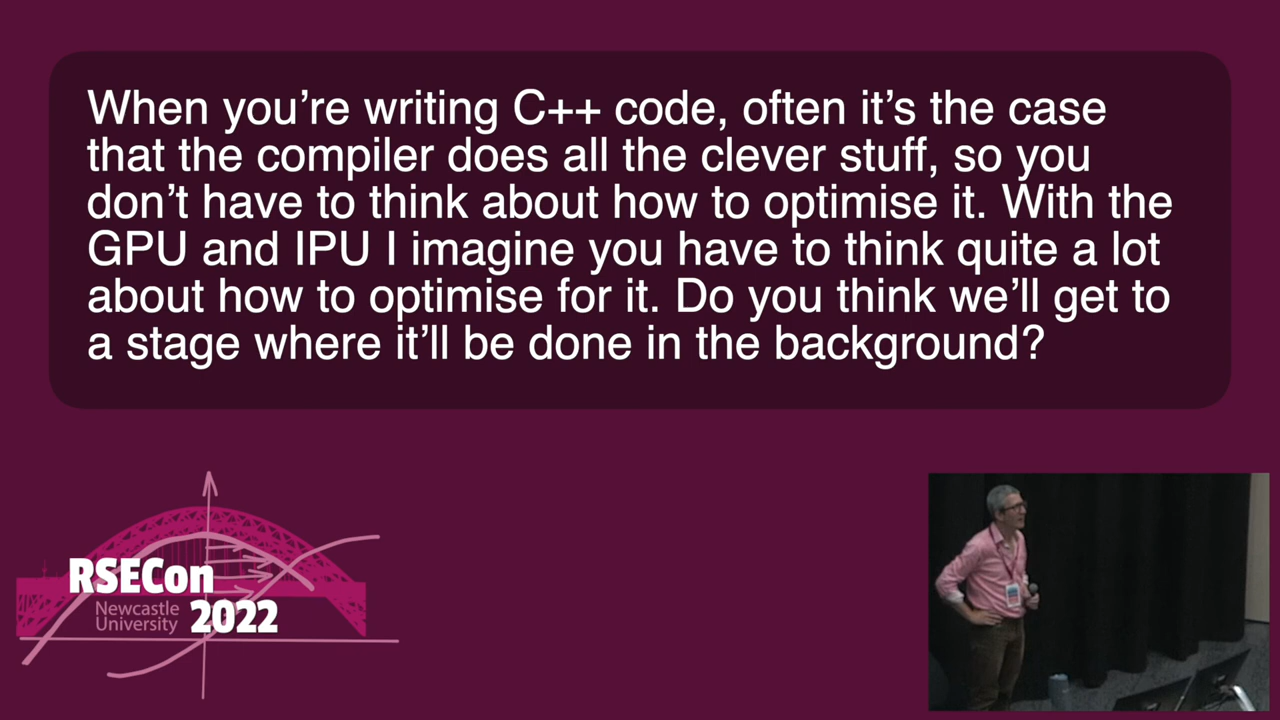 When you’re writing C++ code, often it’s the case
that the compiler does all the clever stuff, so you
don’t have to think about how to optimise it. With the
GPU and IPU I imagine you have to think quite a lot
about how to optimise for it. Do you think we’ll get to
a stage where it’ll be done in the background?
RSECon
Newcastle
University
2022